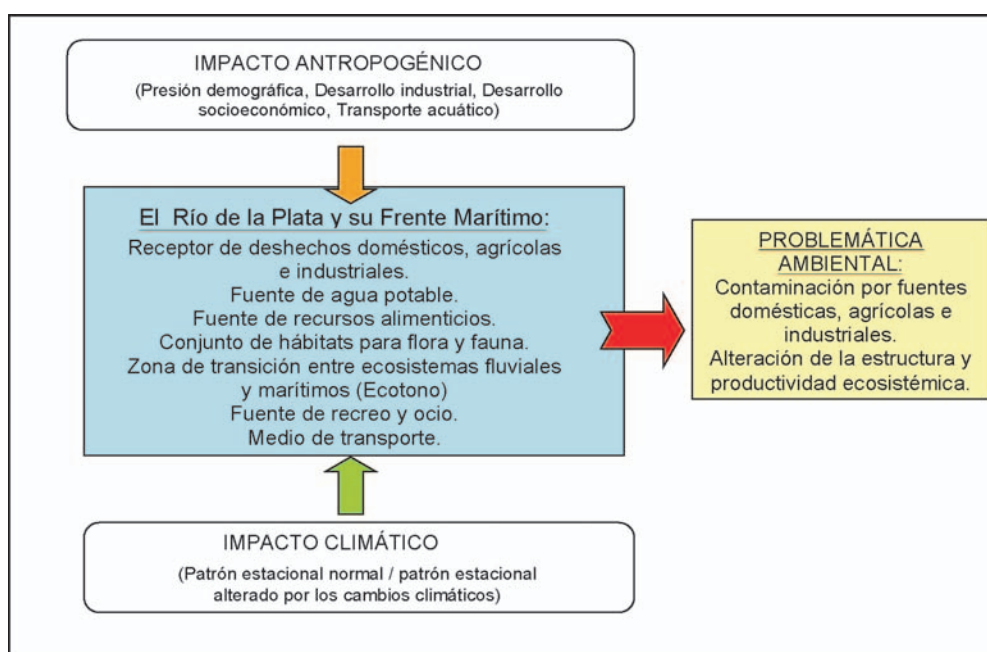 IMPACTO ANTROPOGÉNICO
(Presión demográfica, Desarrollo industrial, Desarrollo
socioeconómico, Transporte acuático)
El Río de la Plata y su Frente Marítimo:
Receptor de deshechos domésticos, agrícolas
e industriales.
Fuente de agua potable.
Fuente de recursos alimenticios.
Conjunto de hábitats para flora y fauna.
Zona de transición entre ecosistemas fluviales
y marítimos (Ecotono)
Fuente de recreo y ocio.
Medio de transporte.
PROBLEMÁTICA
AMBIENTAL:
Contaminación por fuentes
domésticas, agrícolas e
industriales.
Alteración de la estructura y
productividad ecosistémica.
IMPACTO CLIMÁTICO
(Patrón estacional normal / patrón estacional
alterado por los cambios climáticos)